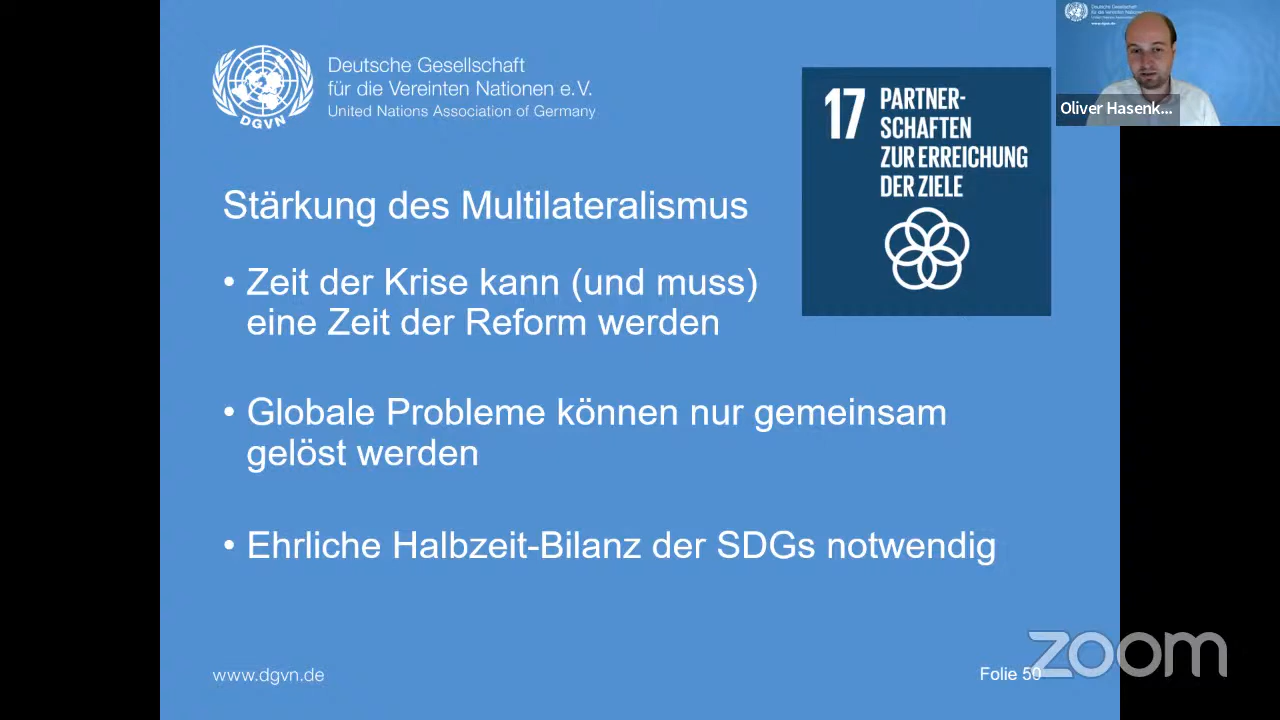 Deutsche Gesellschaft
für die Vereinten Nationen e.V.
United Nations Association of Germany
DGVN
17 PARTNER-
SCHAFTEN
ZUR ERREICHUNG
DER ZIELE
Oliver Hasenk...
Stärkung des Multilateralismus
• Zeit der Krise kann (und muss)
eine Zeit der Reform werden
• Globale Probleme können nur gemeinsam
gelöst werden
• Ehrliche Halbzeit-Bilanz der SDGs notwendig
www.dgvn.de
Folie 50
zoom